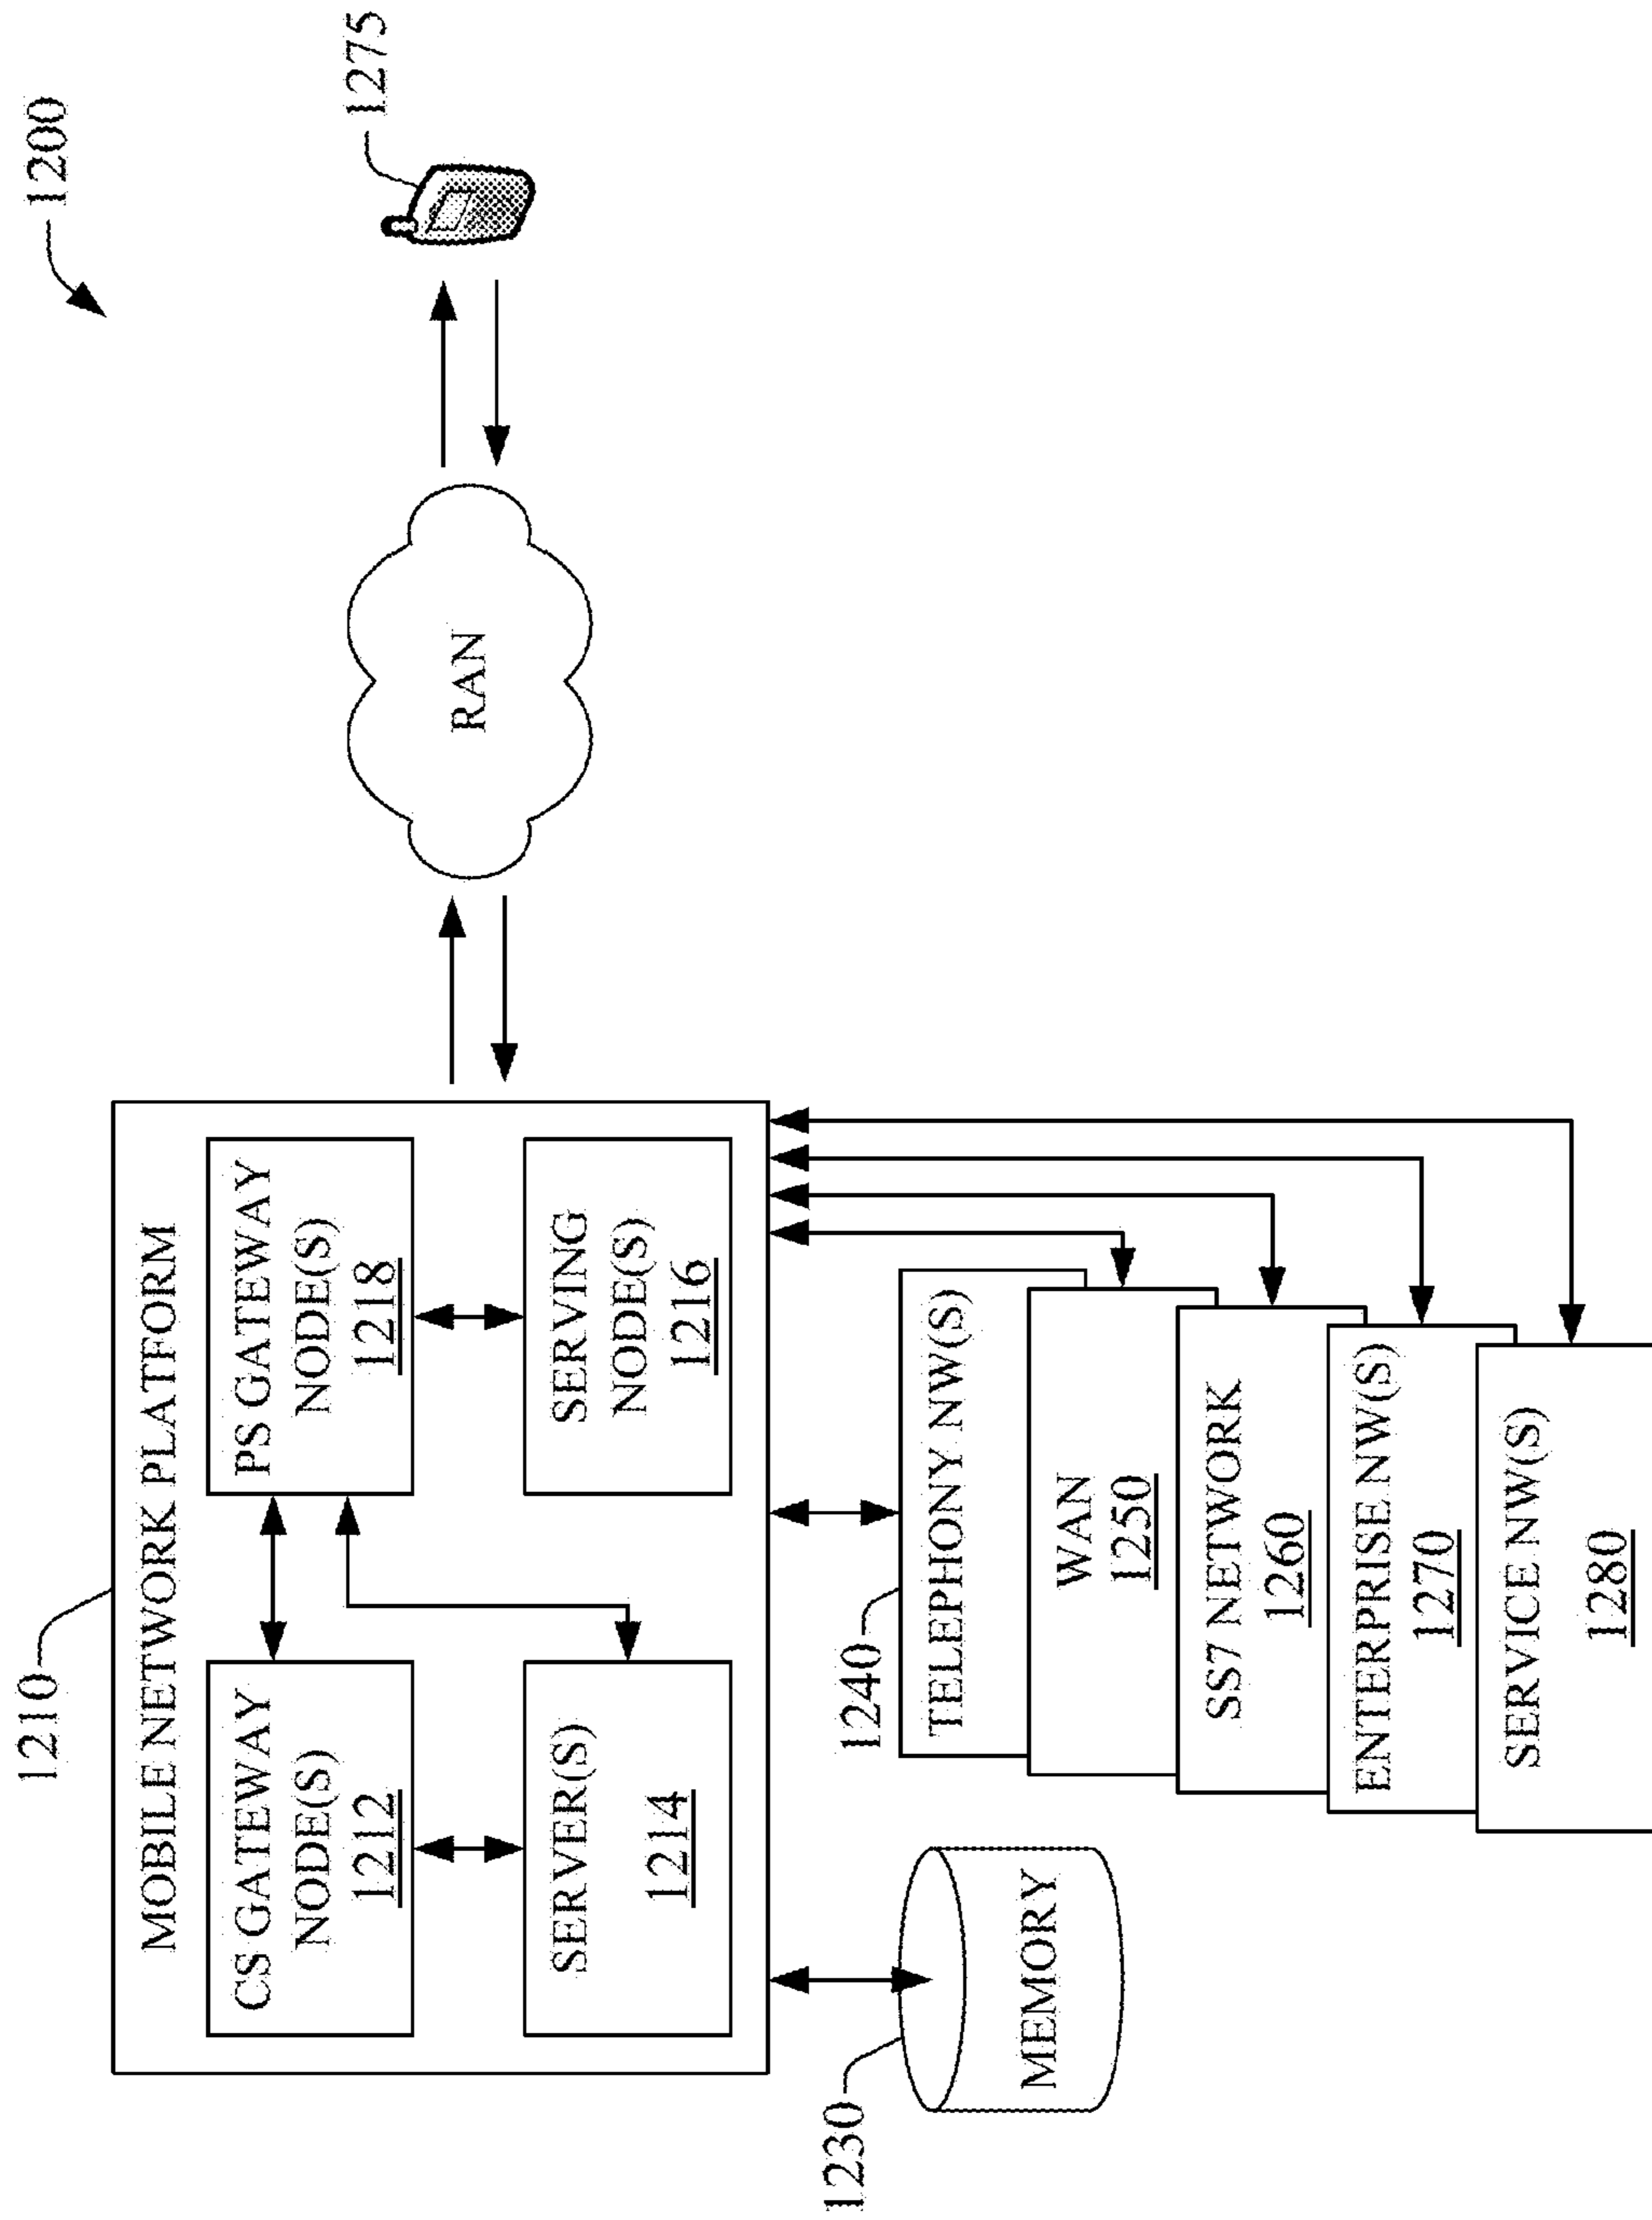 1200
1210
MOBILE NETWORK PLATFORM
CS GATEWAY
NODE(S)
1212
PS GATEWAY
NODE(S)
1218
SERVER(S)
1214
SERVING
NODE(S)
1216
RAN
1275
1230
MEMORY
1240
TELEPHONY NW(S)
WAN
1250
SS7 NETWORK
1260
ENTERPRISE NW(S)
1270
SERVICE NW(S)
1280